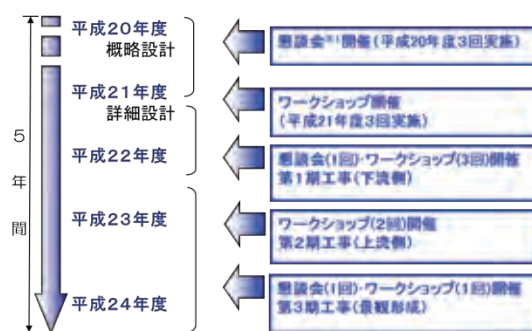 平成20年度
概略設計
平成21年度
詳細設計
平成22年度
平成23年度
平成24年度
5年間
懇談会※1開催(平成20年度3回実施)
ワークショップ開催
(平成21年度3回実施)
懇談会(1回)・ワークショップ(3回)開催
第1期工事(下流側)
ワークショップ(2回)開催
第2期工事(上流側)
懇談会(1回)・ワークショップ(1回)開催
第3期工事(景観形成)